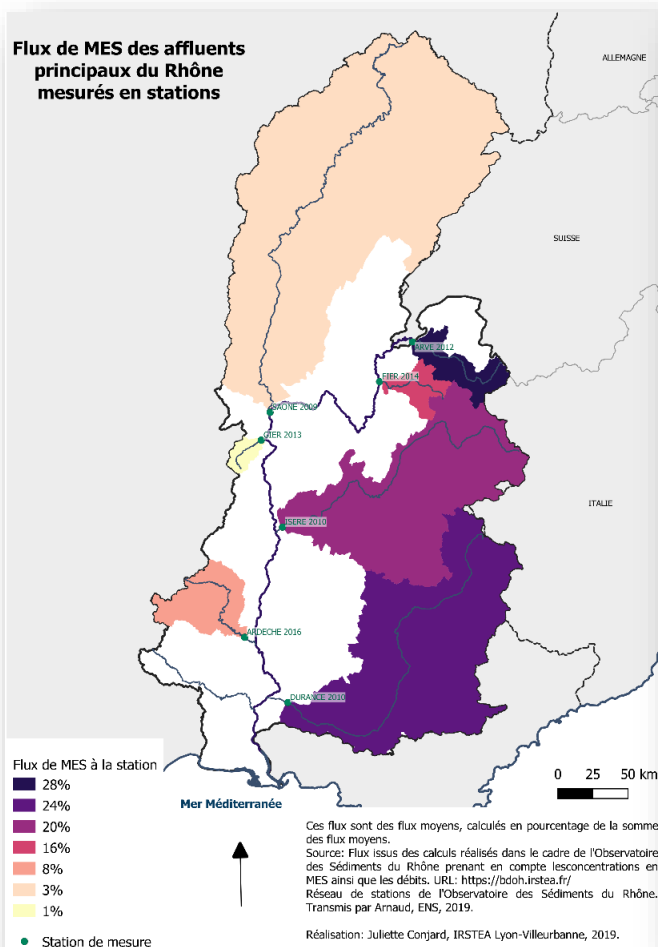 Flux de MES des affluents
principaux du Rhône
mesurés en stations
ALLEMAGNE
SUISSE
ARVE 2012
FIER 2014
SAONE 2009
GIER 2013
ITALIE
ISERE 2010
ARDECHE 2016
DURANCE 2010
Flux de MES à la station
28%
24%
20%
16%
8%
3%
1%
Station de mesure
Mer Méditerranée
0 25 50 km
Ces flux sont des flux moyens, calculés en pourcentage de la somme
des flux moyens.
Source: Flux issus des calculs réalisés dans le cadre de l'Observatoire
des Sédiments du Rhône prenant en compte lesconcentrations en
MES ainsi que les débits. URL: https://bdoh.irstea.fr/
Réseau de stations de l'Observatoire des Sédiments du Rhône.
Transmis par Arnaud, ENS, 2019.
Réalisation: Juliette Conjard, IRSTEA Lyon-Villeurbanne, 2019.